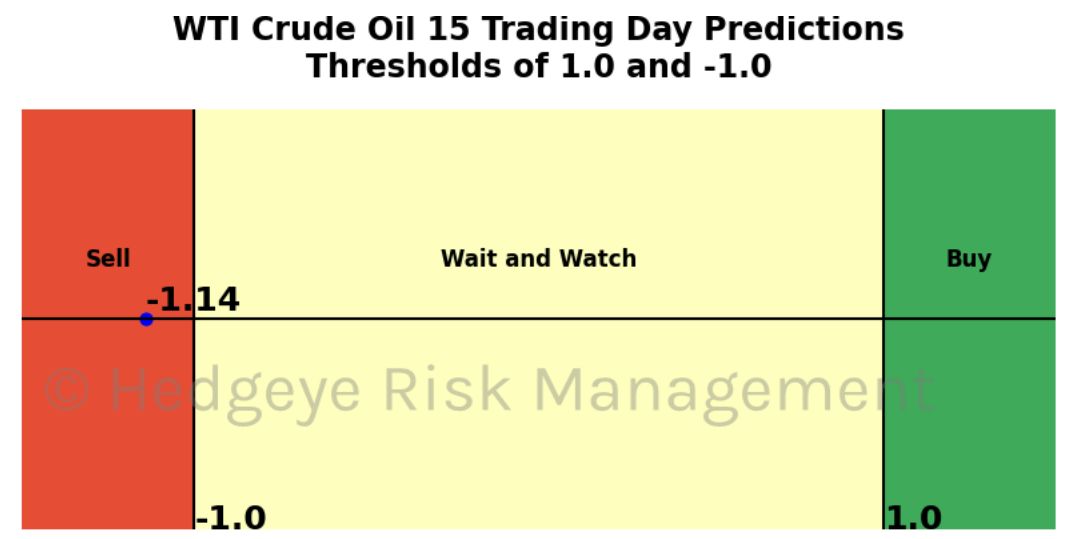 WTI Crude Oil 15 Trading Day Predictions
Thresholds of 1.0 and -1.0
Sell
Wait and Watch
Buy
-1.14
© Hedgeye Risk Management
-1.0
1.0